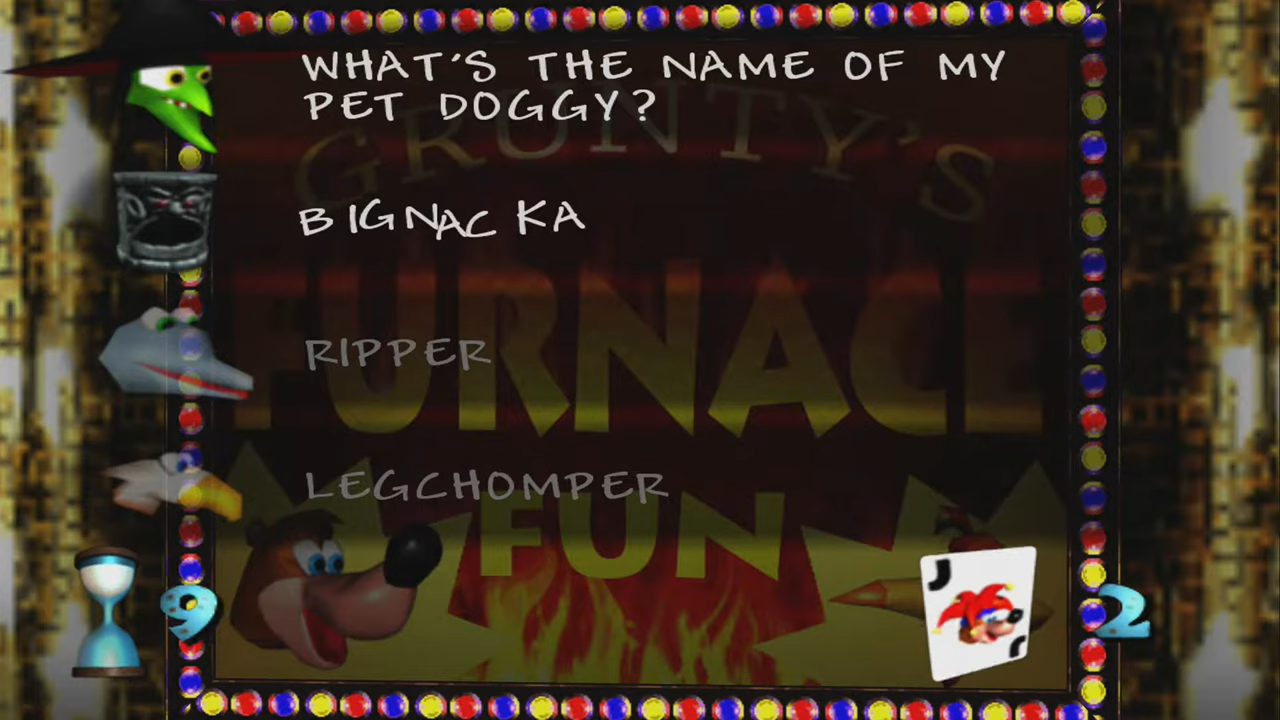 WHAT'S THE NAME OF MY
PET DOGGY?
GRUNTY'S
BIGNACKA
FURNACE
RIPPER
LEGCHOMPER
FUN
9
J
J
2